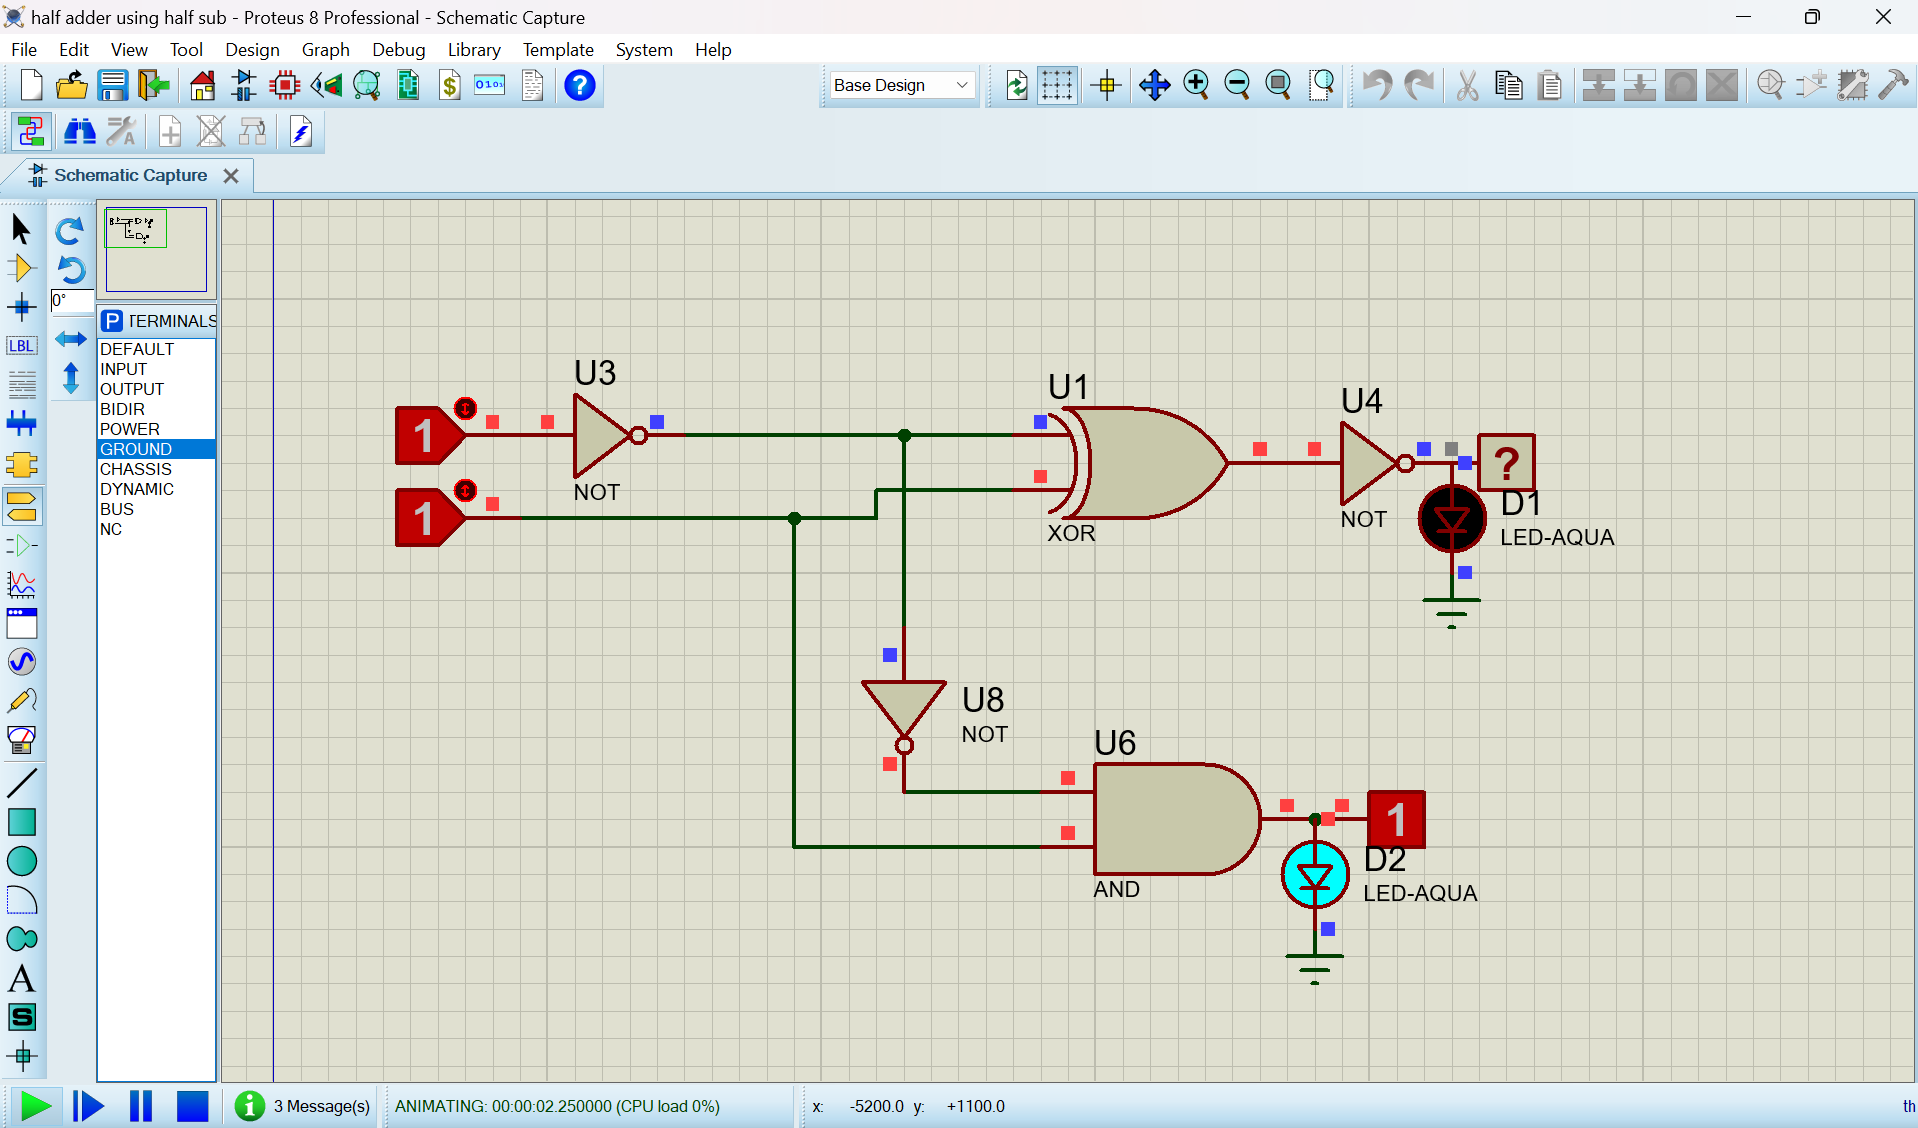 half adder using half sub - Proteus 8 Professional - Schematic Capture
File Edit View Tool Design Graph Debug Library Template System Help
$ 0101 ? Base Design
A
Schematic Capture
0°
P TERMINALS
LBL
DEFAULT
INPUT
OUTPUT
BIDIR
POWER
GROUND
CHASSIS
DYNAMIC
BUS
NC
A
S
U3
U1
U4
1
?
NOT
D1
1
NOT
XOR
LED-AQUA
U8
NOT
U6
1
D2
AND
LED-AQUA
3 Message(s) ANIMATING: 00:00:02.250000 (CPU load 0%) x: -5200.0 y: +1100.0 th